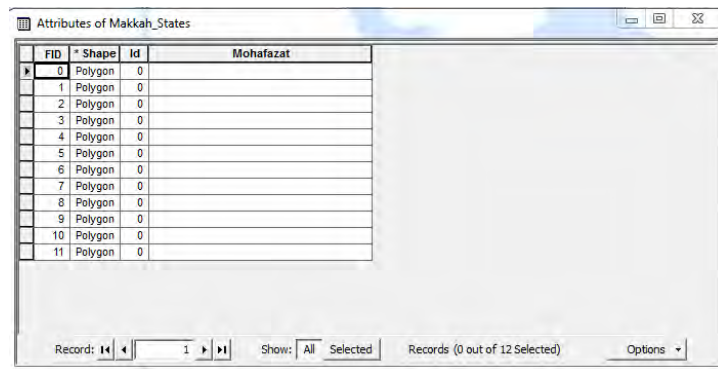 Attributes of Makkah_States
FID * Shape Id Mohafazat
0 Polygon 0
1 Polygon 0
2 Polygon 0
3 Polygon 0
4 Polygon 0
5 Polygon 0
6 Polygon 0
7 Polygon 0
8 Polygon 0
9 Polygon 0
10 Polygon 0
11 Polygon 0
Record: 1 Show: All Selected Records (0 out of 12 Selected) Options